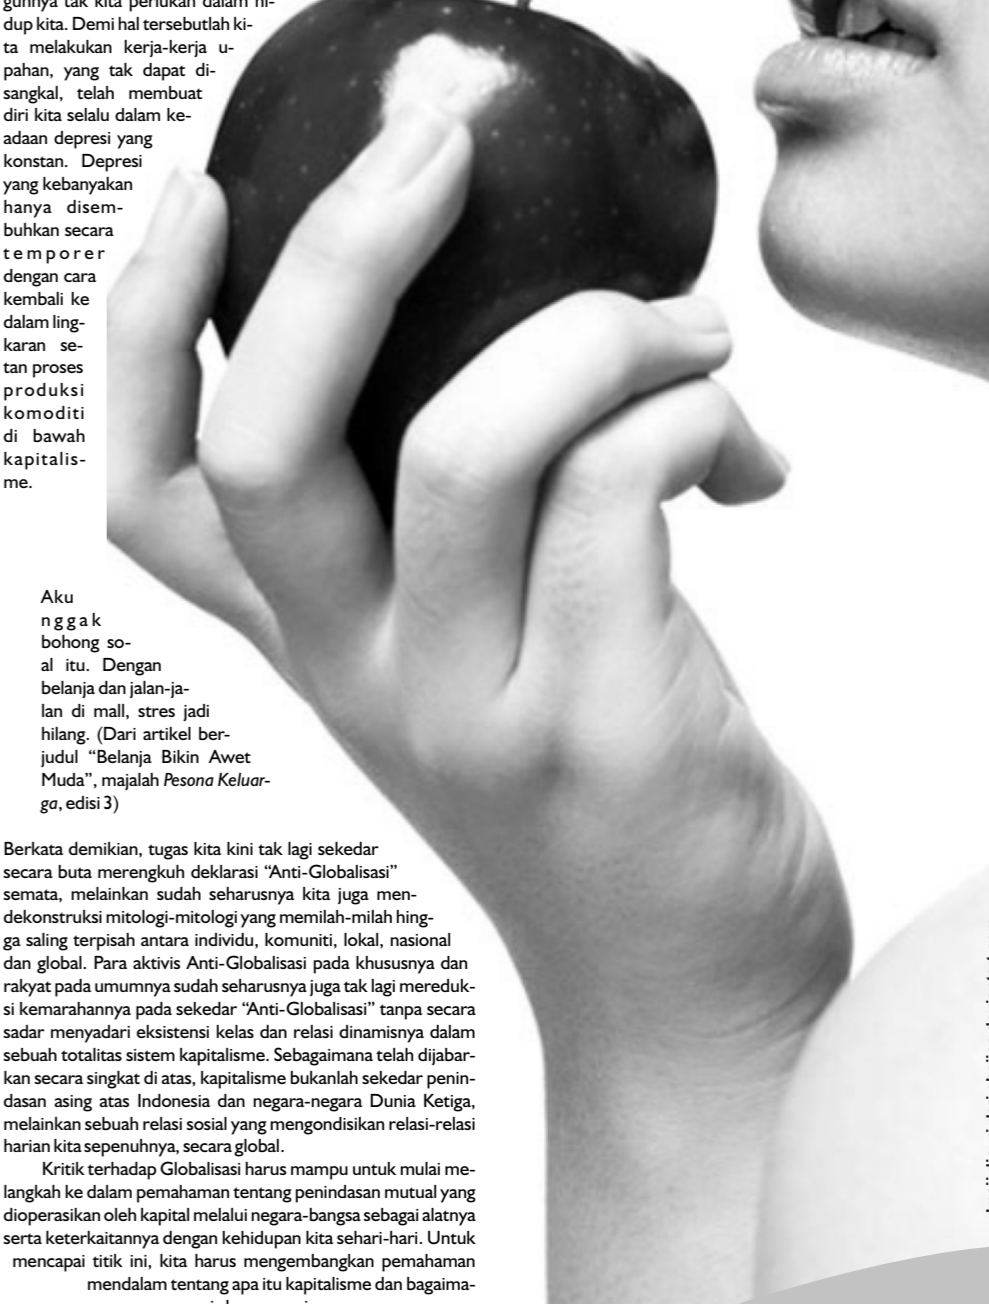 gunnya tak kita perlukan dalam hi-
dup kita. Demi hal tersebutlah ki-
ta melakukan kerja-kerja u-
pahan, yang tak dapat di-
sangkal, telah membuat
diri kita selalu dalam ke-
adaan depresi yang
konstan. Depresi
yang kebanyakan
hanya disem-
buhkan secara
temporer
dengan cara
kembali ke
dalam ling-
karan se-
tan proses
produksi
komoditi
di bawah
kapitalis-
me.
Aku
nggak
bohong so-
al itu. Dengan
belanja dan jalan-ja-
lan di mall, stres jadi
hilang. (Dari artikel ber-
judul “Belanja Bikin Awet
Muda”, majalah Pesona Keluar-
ga, edisi 3)
Berkata demikian, tugas kita kini tak lagi sekedar
secara buta merengkuh deklarasi “Anti-Globalisasi”
semata, melainkan sudah seharusnya kita juga men-
dekonstruksi mitologi-mitologi yang memilah-milah hing-
ga saling terpisah antara individu, komuniti, lokal, nasional
dan global. Para aktivis Anti-Globalisasi pada khususnya dan
rakyat pada umumnya sudah seharusnya juga tak lagi mereduk-
si kemarahannya pada sekedar “Anti-Globalisasi” tanpa secara
sadar menyadari eksistensi kelas dan relasi dinamisnya dalam
sebuah totalitas sistem kapitalisme. Sebagaimana telah dijabar-
kan secara singkat di atas, kapitalisme bukanlah sekedar penin-
dasan asing atas Indonesia dan negara-negara Dunia Ketiga,
melainkan sebuah relasi sosial yang mengondisikan relasi-relasi
harian kita sepenuhnya, secara global.
Kritik terhadap Globalisasi harus mampu untuk mulai me-
langkah ke dalam pemahaman tentang penindasan mutual yang
dioperasikan oleh kapital melalui negara-bangsa sebagai alatnya
serta keterkaitannya dengan kehidupan kita sehari-hari. Untuk
mencapai titik ini, kita harus mengembangkan pemahaman
mendalam tentang apa itu kapitalisme dan bagaima-